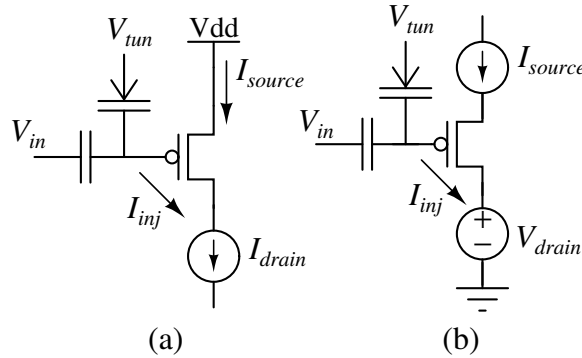 V_tun
Vdd
I_source
V_in
I_inj
I_drain
(a)
V_tun
I_source
V_in
I_inj
+
−
V_drain
(b)